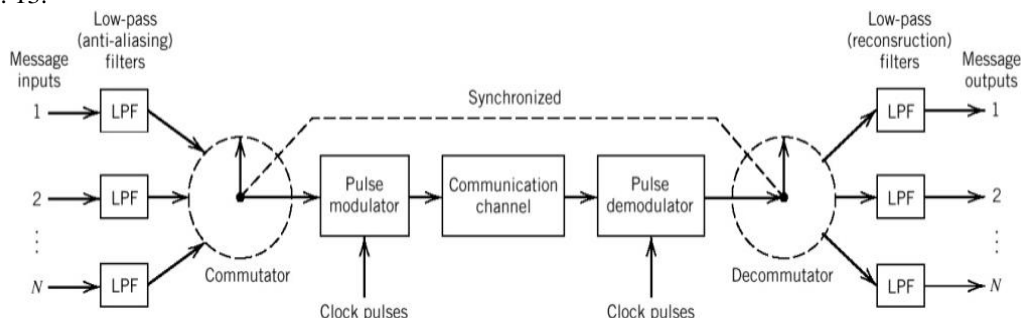 Low-pass
(anti-aliasing)
filters
Message
inputs
1
LPF
2
LPF
⋮
N
LPF
Commutator
Synchronized
Pulse
modulator
Clock pulses
Communication
channel
Pulse
demodulator
Clock pulses
Decommutator
Low-pass
(reconsruction)
filters
Message
outputs
LPF
1
LPF
2
⋮
LPF
N